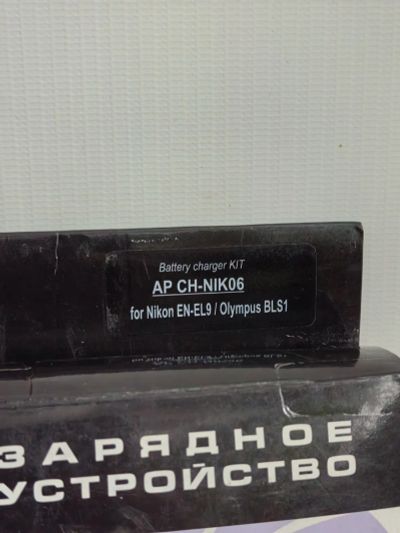 Battery charger KIT
AP CH-NIK06
for Nikon EN-EL9 / Olympus BLS1
ЗАРЯДНОЕ
УСТРОЙСТВО